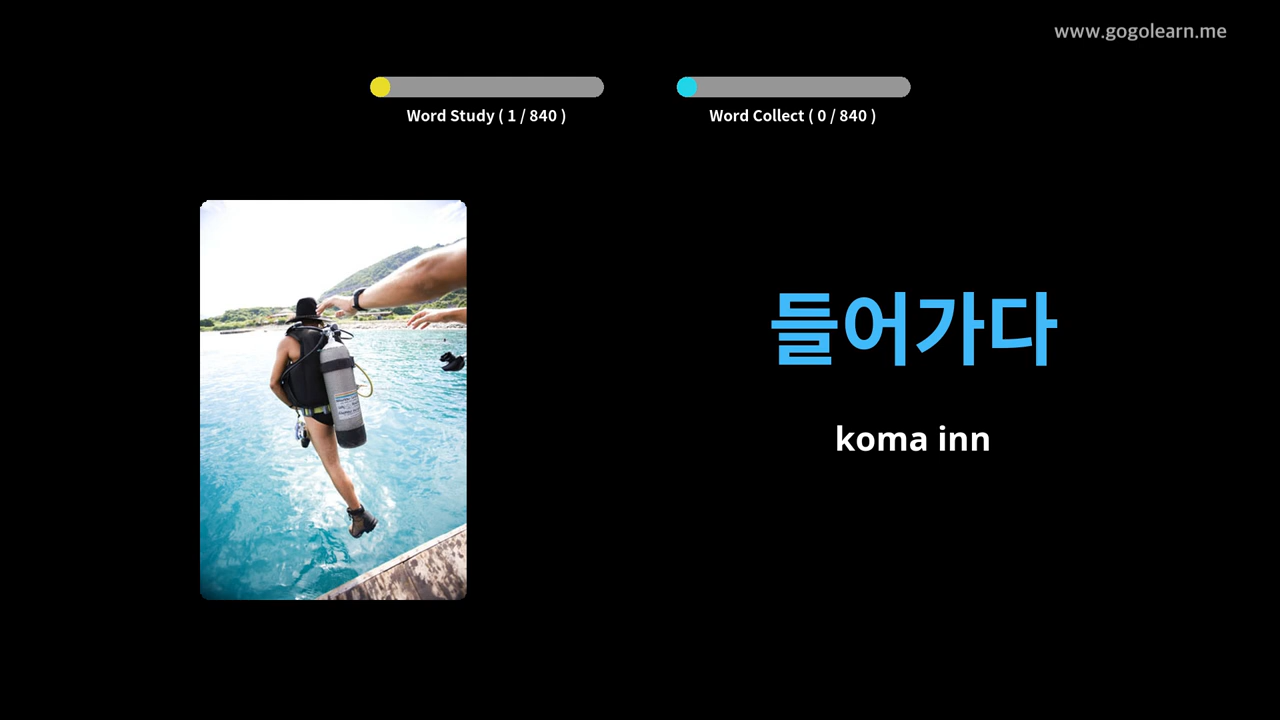 www.gogolearn.me
Word Study ( 1 / 840 )
Word Collect ( 0 / 840 )
들어가다
koma inn